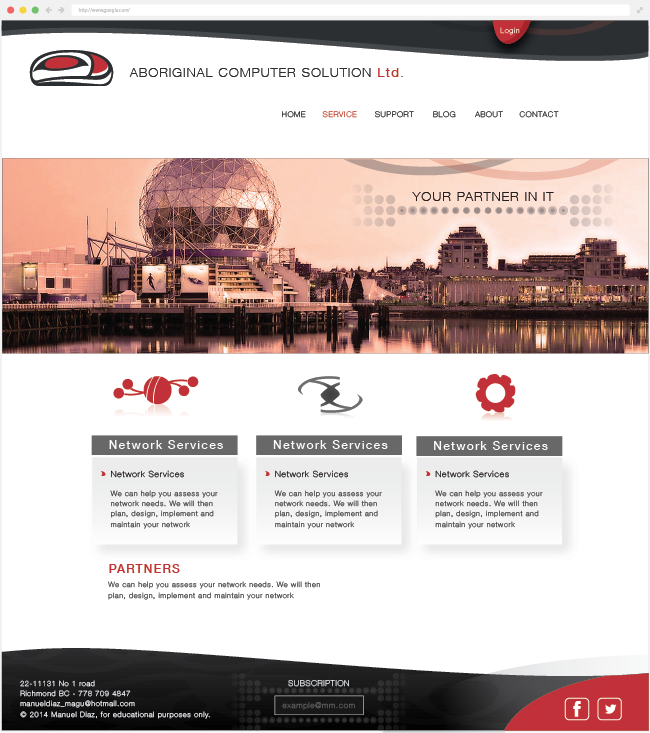 http://www.google.com/
Login
ABORIGINAL COMPUTER SOLUTION Ltd.
HOME SERVICE SUPPORT BLOG ABOUT CONTACT
YOUR PARTNER IN IT
Network Services
Network Services
We can help you assess your
network needs. We will then
plan, design, implement and
maintain your network
Network Services
Network Services
We can help you assess your
network needs. We will then
plan, design, implement and
maintain your network
Network Services
Network Services
We can help you assess your
network needs. We will then
plan, design, implement and
maintain your network
PARTNERS
We can help you assess your network needs. We will then
plan, design, implement and maintain your network
22-11131 No 1 road
Richmond BC - 778 709 4847
manueldiaz_magu@hotmail.com
© 2014 Manuel Diaz, for educational purposes only.
SUBSCRIPTION
example@mm.com